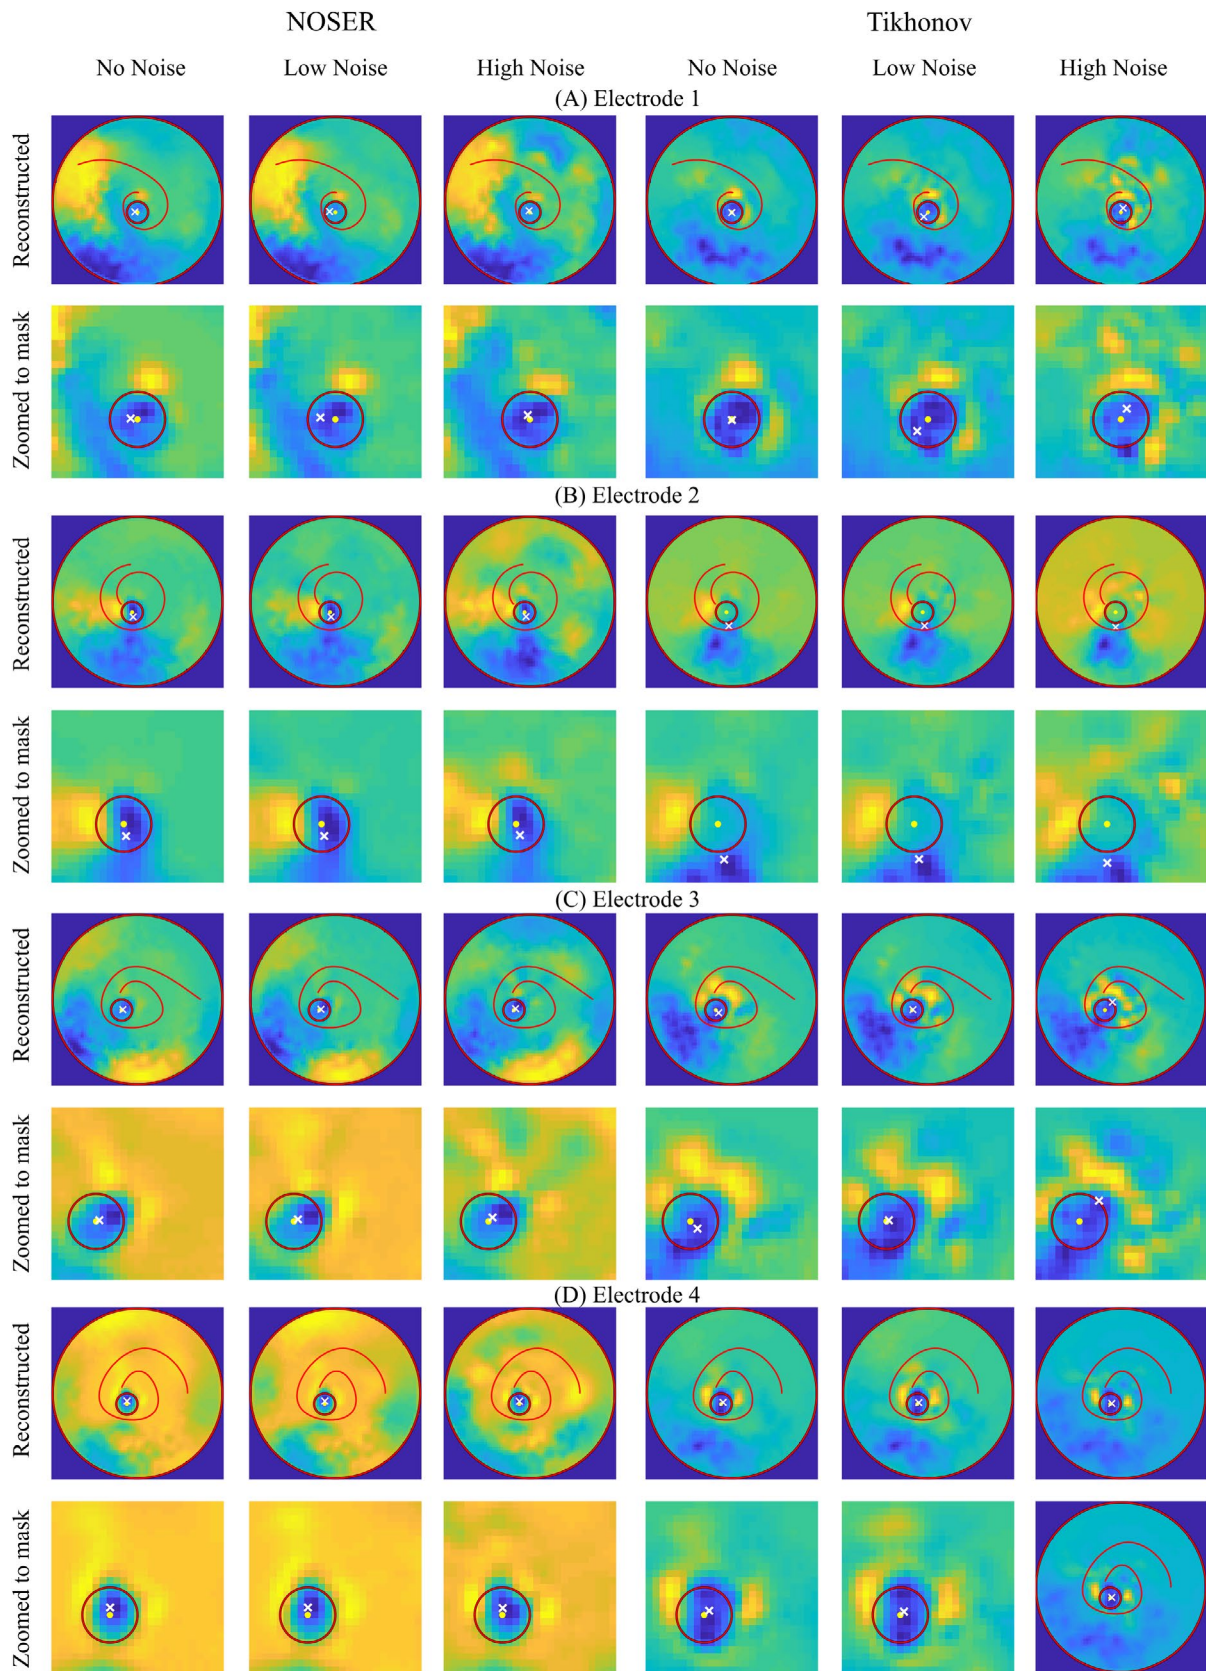 NOSER Tikhonov
No Noise Low Noise High Noise No Noise Low Noise High Noise
(A) Electrode 1
Reconstructed
Zoomed to mask
(B) Electrode 2
Reconstructed
Zoomed to mask
(C) Electrode 3
Reconstructed
Zoomed to mask
(D) Electrode 4
Reconstructed
Zoomed to mask